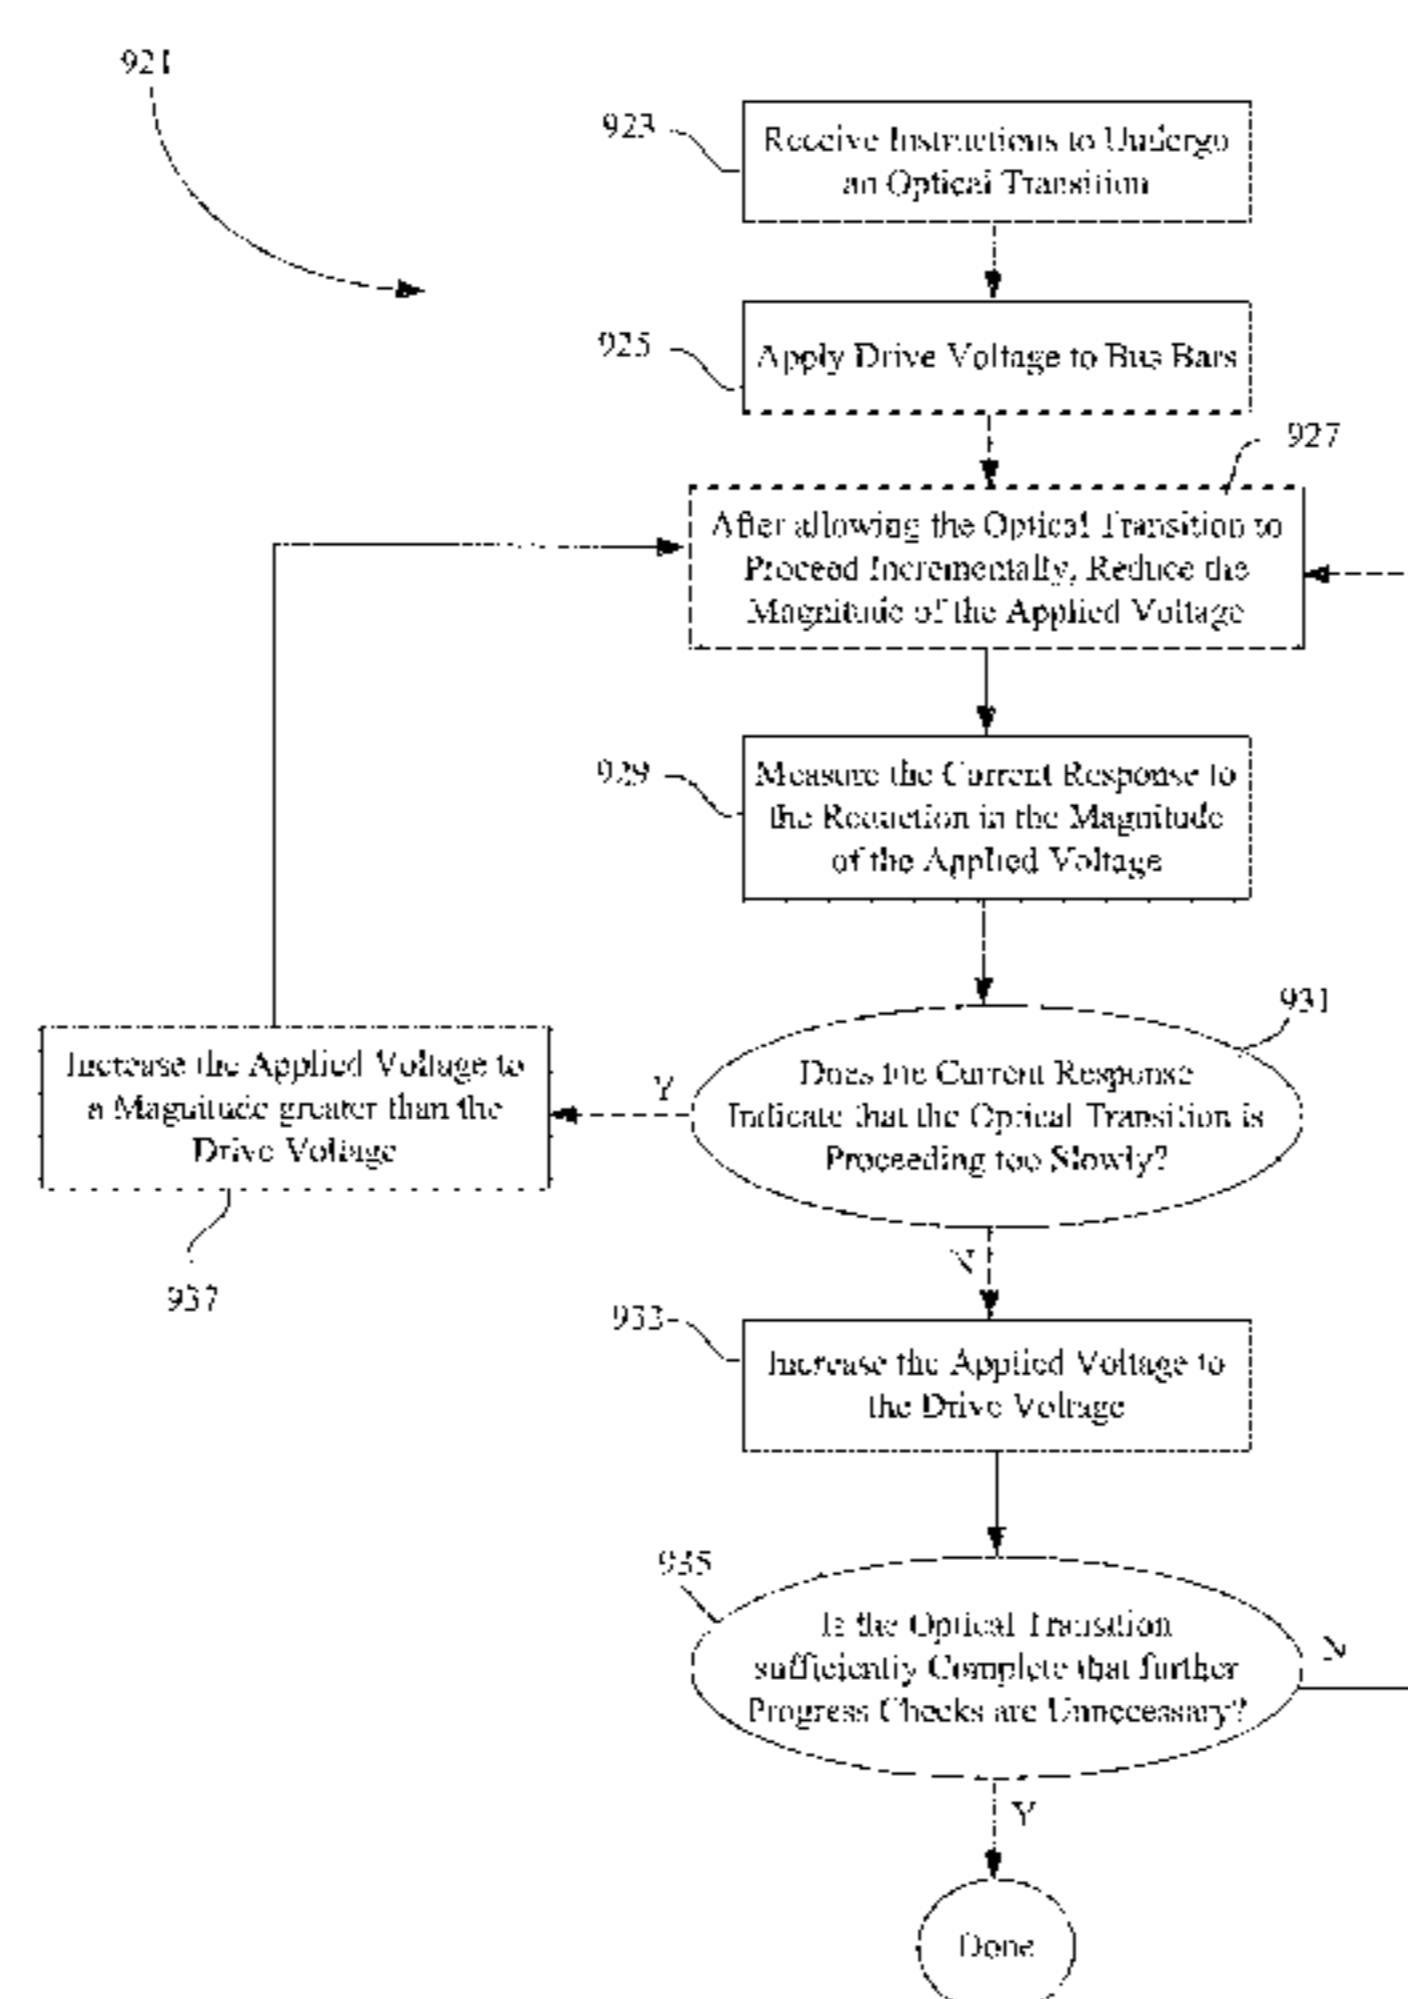 921
923
Receive Instructions to Undergo
an Optical Transition
925
Apply Drive Voltage to Bus Bars
927
After allowing the Optical Transition to
Proceed Incrementally, Reduce the
Magnitude of the Applied Voltage
929
Measure the Current Response to
the Reduction in the Magnitude
of the Applied Voltage
931
Does the Current Response
Indicate that the Optical Transition is
Proceeding too Slowly?
Y
Increase the Applied Voltage to
a Magnitude greater than the
Drive Voltage
937
N
933
Increase the Applied Voltage to
the Drive Voltage
935
Is the Optical Transition
sufficiently Complete that further
Progress Checks are Unnecessary?
N
Y
Done